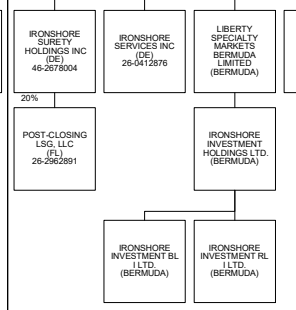 IRONSHORE
SURETY
HOLDINGS INC
(DE)
46-2678004
IRONSHORE
SERVICES INC
(DE)
26-0412876
LIBERTY
SPECIALTY
MARKETS
BERMUDA
LIMITED
(BERMUDA)
20%
POST-CLOSING
LSG, LLC
(FL)
26-2962891
IRONSHORE
INVESTMENT
HOLDINGS LTD.
(BERMUDA)
IRONSHORE
INVESTMENT BL
I LTD.
(BERMUDA)
IRONSHORE
INVESTMENT RL
I LTD.
(BERMUDA)